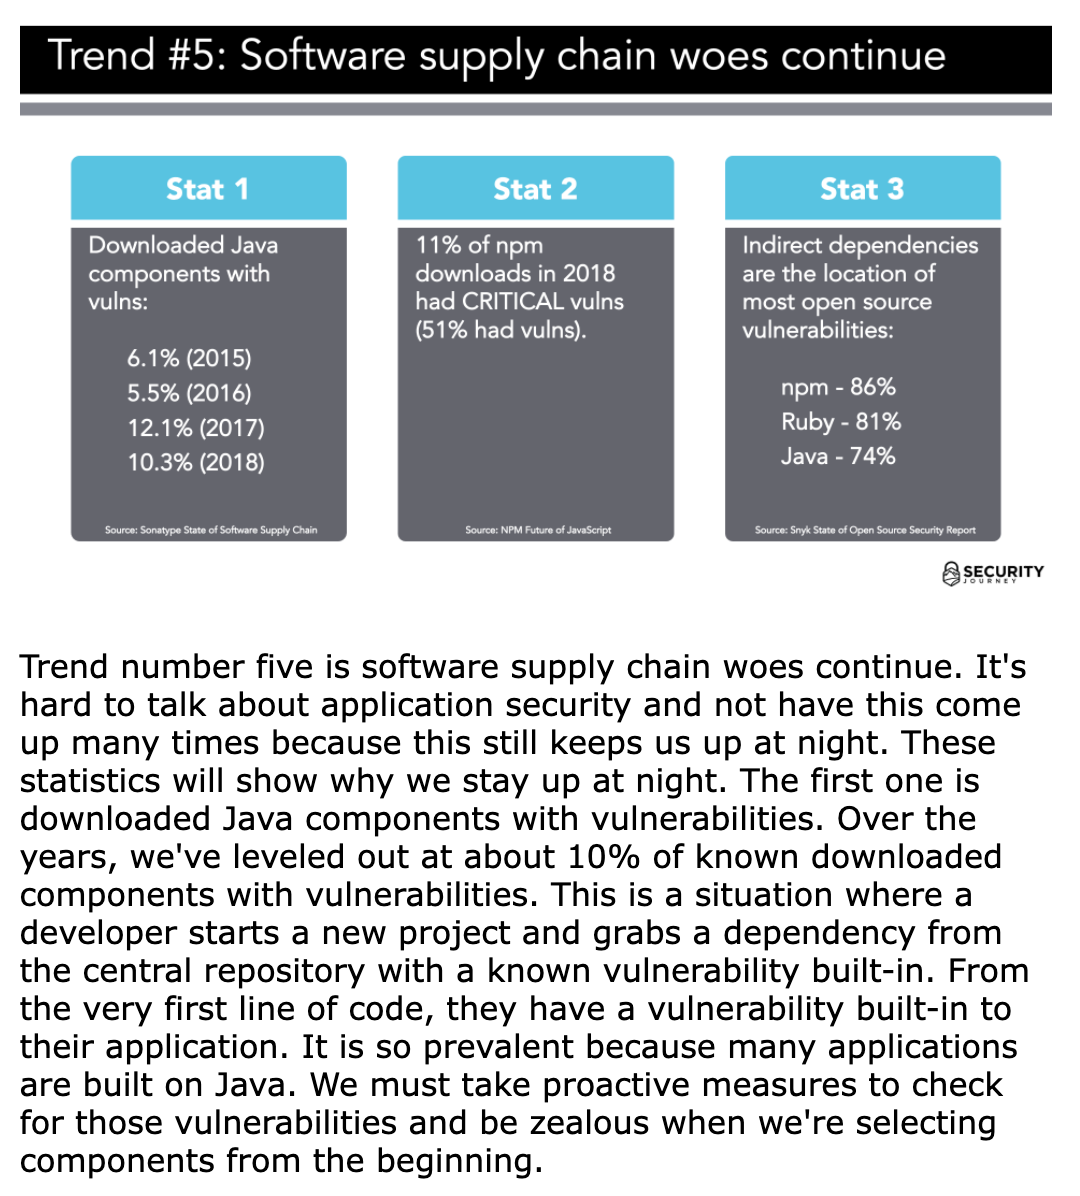 Trend #5: Software supply chain woes continue
Stat 1
Downloaded Java
components with
vulns:
6.1% (2015)
5.5% (2016)
12.1% (2017)
10.3% (2018)
Source: Sonatype State of Software Supply Chain
Stat 2
11% of npm
downloads in 2018
had CRITICAL vulns
(51% had vulns).
Source: NPM Future of JavaScript
Stat 3
Indirect dependencies
are the location of
most open source
vulnerabilities:
npm - 86%
Ruby - 81%
Java - 74%
Source: Snyk State of Open Source Security Report
SECURITY
JOURNEY
Trend number five is software supply chain woes continue. It's
hard to talk about application security and not have this come
up many times because this still keeps us up at night. These
statistics will show why we stay up at night. The first one is
downloaded Java components with vulnerabilities. Over the
years, we've leveled out at about 10% of known downloaded
components with vulnerabilities. This is a situation where a
developer starts a new project and grabs a dependency from
the central repository with a known vulnerability built-in. From
the very first line of code, they have a vulnerability built-in to
their application. It is so prevalent because many applications
are built on Java. We must take proactive measures to check
for those vulnerabilities and be zealous when we're selecting
components from the beginning.